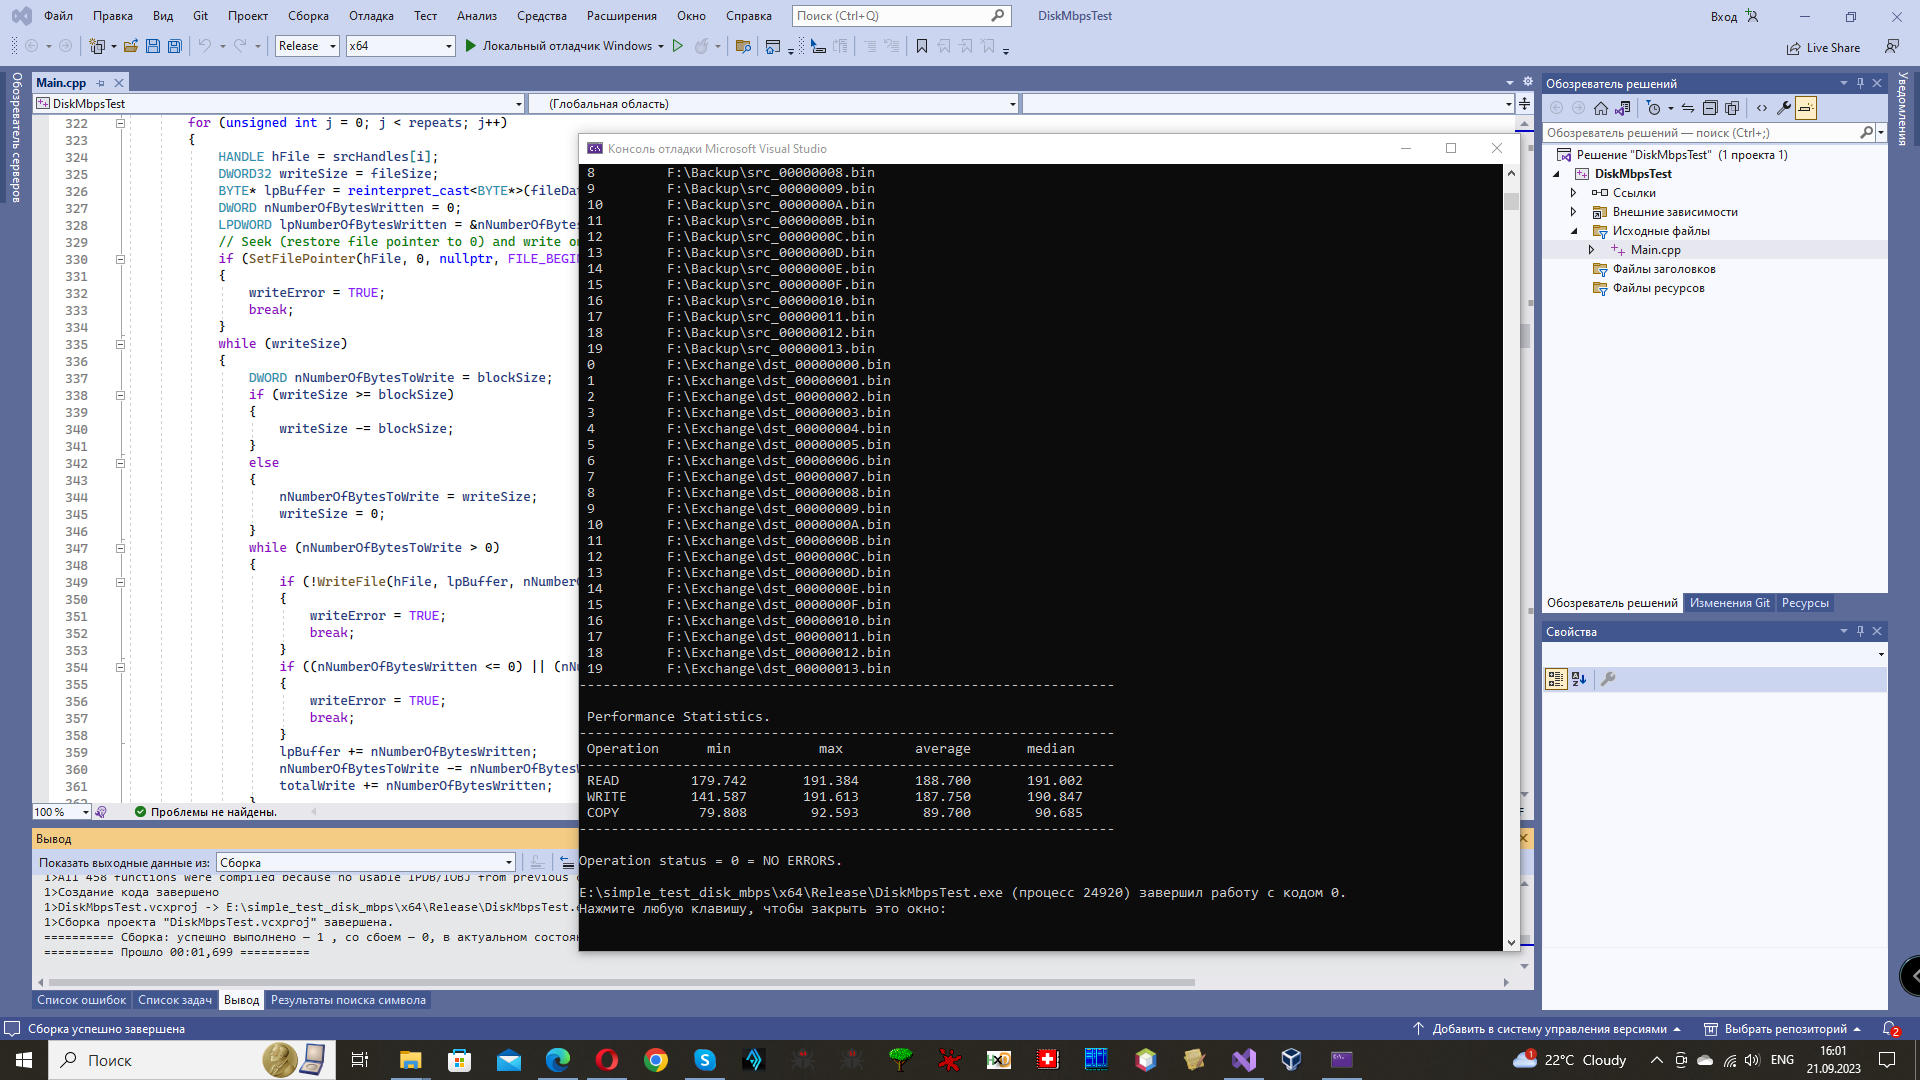 Файл Правка Вид Git Проект Сборка Отладка Тест Анализ Средства Расширения Окно Справка Поиск (Ctrl+Q) DiskMbpsTest Вход
Release x64 Локальный отладчик Windows Live Share
Обозреватель серверов
Main.cpp
DiskMbpsTest (Глобальная область)
322 for (unsigned int j = 0; j < repeats; j++)
323 {
324 HANDLE hFile = srcHandles[i];
325 DWORD32 writeSize = fileSize;
326 BYTE* lpBuffer = reinterpret_cast<BYTE*>(fileDa
327 DWORD nNumberOfBytesWritten = 0;
328 LPDWORD lpNumberOfBytesWritten = &nNumberOfBytes
329 // Seek (restore file pointer to 0) and write o
330 if (SetFilePointer(hFile, 0, nullptr, FILE_BEGI
331 {
332 writeError = TRUE;
333 break;
334 }
335 while (writeSize)
336 {
337 DWORD nNumberOfBytesToWrite = blockSize;
338 if (writeSize >= blockSize)
339 {
340 writeSize -= blockSize;
341 }
342 else
343 {
344 nNumberOfBytesToWrite = writeSize;
345 writeSize = 0;
346 }
347 while (nNumberOfBytesToWrite > 0)
348 {
349 if (!WriteFile(hFile, lpBuffer, nNumberO
350 {
351 writeError = TRUE;
352 break;
353 }
354 if ((nNumberOfBytesWritten <= 0) || (nNu
355 {
356 writeError = TRUE;
357 break;
358 }
359 lpBuffer += nNumberOfBytesWritten;
360 nNumberOfBytesToWrite -= nNumberOfBytesW
361 totalWrite += nNumberOfBytesWritten;
362 }
100 % Проблемы не найдены.
Консоль отладки Microsoft Visual Studio
8 F:\Backup\src_00000008.bin
9 F:\Backup\src_00000009.bin
10 F:\Backup\src_0000000A.bin
11 F:\Backup\src_0000000B.bin
12 F:\Backup\src_0000000C.bin
13 F:\Backup\src_0000000D.bin
14 F:\Backup\src_0000000E.bin
15 F:\Backup\src_0000000F.bin
16 F:\Backup\src_00000010.bin
17 F:\Backup\src_00000011.bin
18 F:\Backup\src_00000012.bin
19 F:\Backup\src_00000013.bin
0 F:\Exchange\dst_00000000.bin
1 F:\Exchange\dst_00000001.bin
2 F:\Exchange\dst_00000002.bin
3 F:\Exchange\dst_00000003.bin
4 F:\Exchange\dst_00000004.bin
5 F:\Exchange\dst_00000005.bin
6 F:\Exchange\dst_00000006.bin
7 F:\Exchange\dst_00000007.bin
8 F:\Exchange\dst_00000008.bin
9 F:\Exchange\dst_00000009.bin
10 F:\Exchange\dst_0000000A.bin
11 F:\Exchange\dst_0000000B.bin
12 F:\Exchange\dst_0000000C.bin
13 F:\Exchange\dst_0000000D.bin
14 F:\Exchange\dst_0000000E.bin
15 F:\Exchange\dst_0000000F.bin
16 F:\Exchange\dst_00000010.bin
17 F:\Exchange\dst_00000011.bin
18 F:\Exchange\dst_00000012.bin
19 F:\Exchange\dst_00000013.bin
-------------------------------------------------------------------
Performance Statistics.
-------------------------------------------------------------------
Operation min max average median
-------------------------------------------------------------------
READ 179.742 191.384 188.700 191.002
WRITE 141.587 191.613 187.750 190.847
COPY 79.808 92.593 89.700 90.685
-------------------------------------------------------------------
Operation status = 0 = NO ERRORS.
E:\simple_test_disk_mbps\x64\Release\DiskMbpsTest.exe (процесс 24920) завершил работу с кодом 0.
Нажмите любую клавишу, чтобы закрыть это окно:
Вывод
Показать выходные данные из: Сборка
1>All 458 functions were compiled because no usable IPDB/IOBJ from previous c
1>Создание кода завершено
1>DiskMbpsTest.vcxproj -> E:\simple_test_disk_mbps\x64\Release\DiskMbpsTest.
1>Сборка проекта "DiskMbpsTest.vcxproj" завершена.
========== Сборка: успешно выполнено — 1 , со сбоем — 0, в актуальном состоя
========== Прошло 00:01,699 ==========
Список ошибок Список задач Вывод Результаты поиска символа
Обозреватель решений
Обозреватель решений — поиск (Ctrl+;)
Решение "DiskMbpsTest" (1 проекта 1)
DiskMbpsTest
Ссылки
Внешние зависимости
Исходные файлы
Main.cpp
Файлы заголовков
Файлы ресурсов
Обозреватель решений Изменения Git Ресурсы
Свойства
Уведомления
Сборка успешно завершена Добавить в систему управления версиями Выбрать репозиторий 2
Поиск 1 22°C Cloudy ENG 16:01
21.09.2023